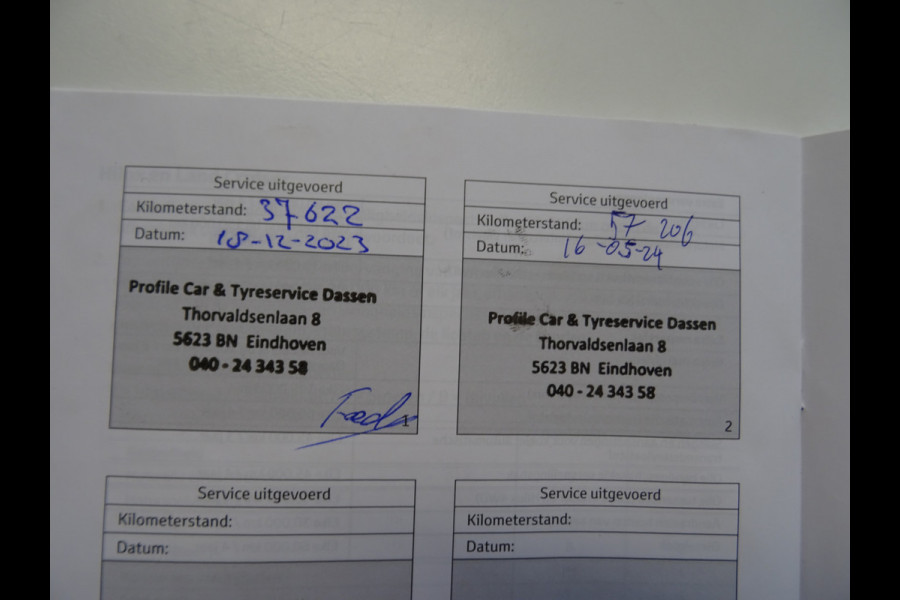 Service uitgevoerd
Kilometerstand: 37622
Datum: 18-12-2023
Profile Car & Tyreservice Dassen
Thorvaldsenlaan 8
5623 BN Eindhoven
040 - 24 343 58
1
Service uitgevoerd
Kilometerstand: 57 206
Datum: 16-05-24
Profile Car & Tyreservice Dassen
Thorvaldsenlaan 8
5623 BN Eindhoven
040 - 24 343 58
2
Service uitgevoerd
Kilometerstand:
Datum:
Service uitgevoerd
Kilometerstand:
Datum: